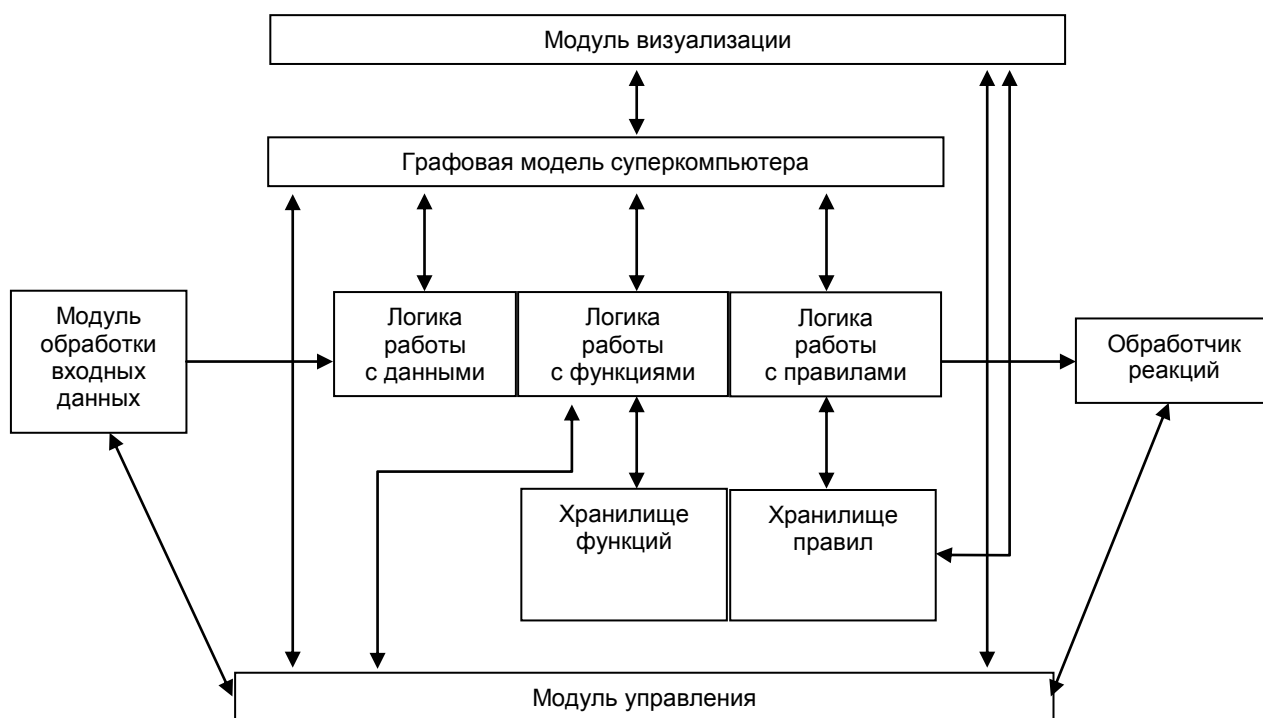 Модуль визуализации
Графовая модель суперкомпьютера
Модуль
обработки
входных
данных
Логика
работы
с данными
Логика
работы
с функциями
Логика
работы
с правилами
Обработчик
реакций
Хранилище
функций
Хранилище
правил
Модуль управления